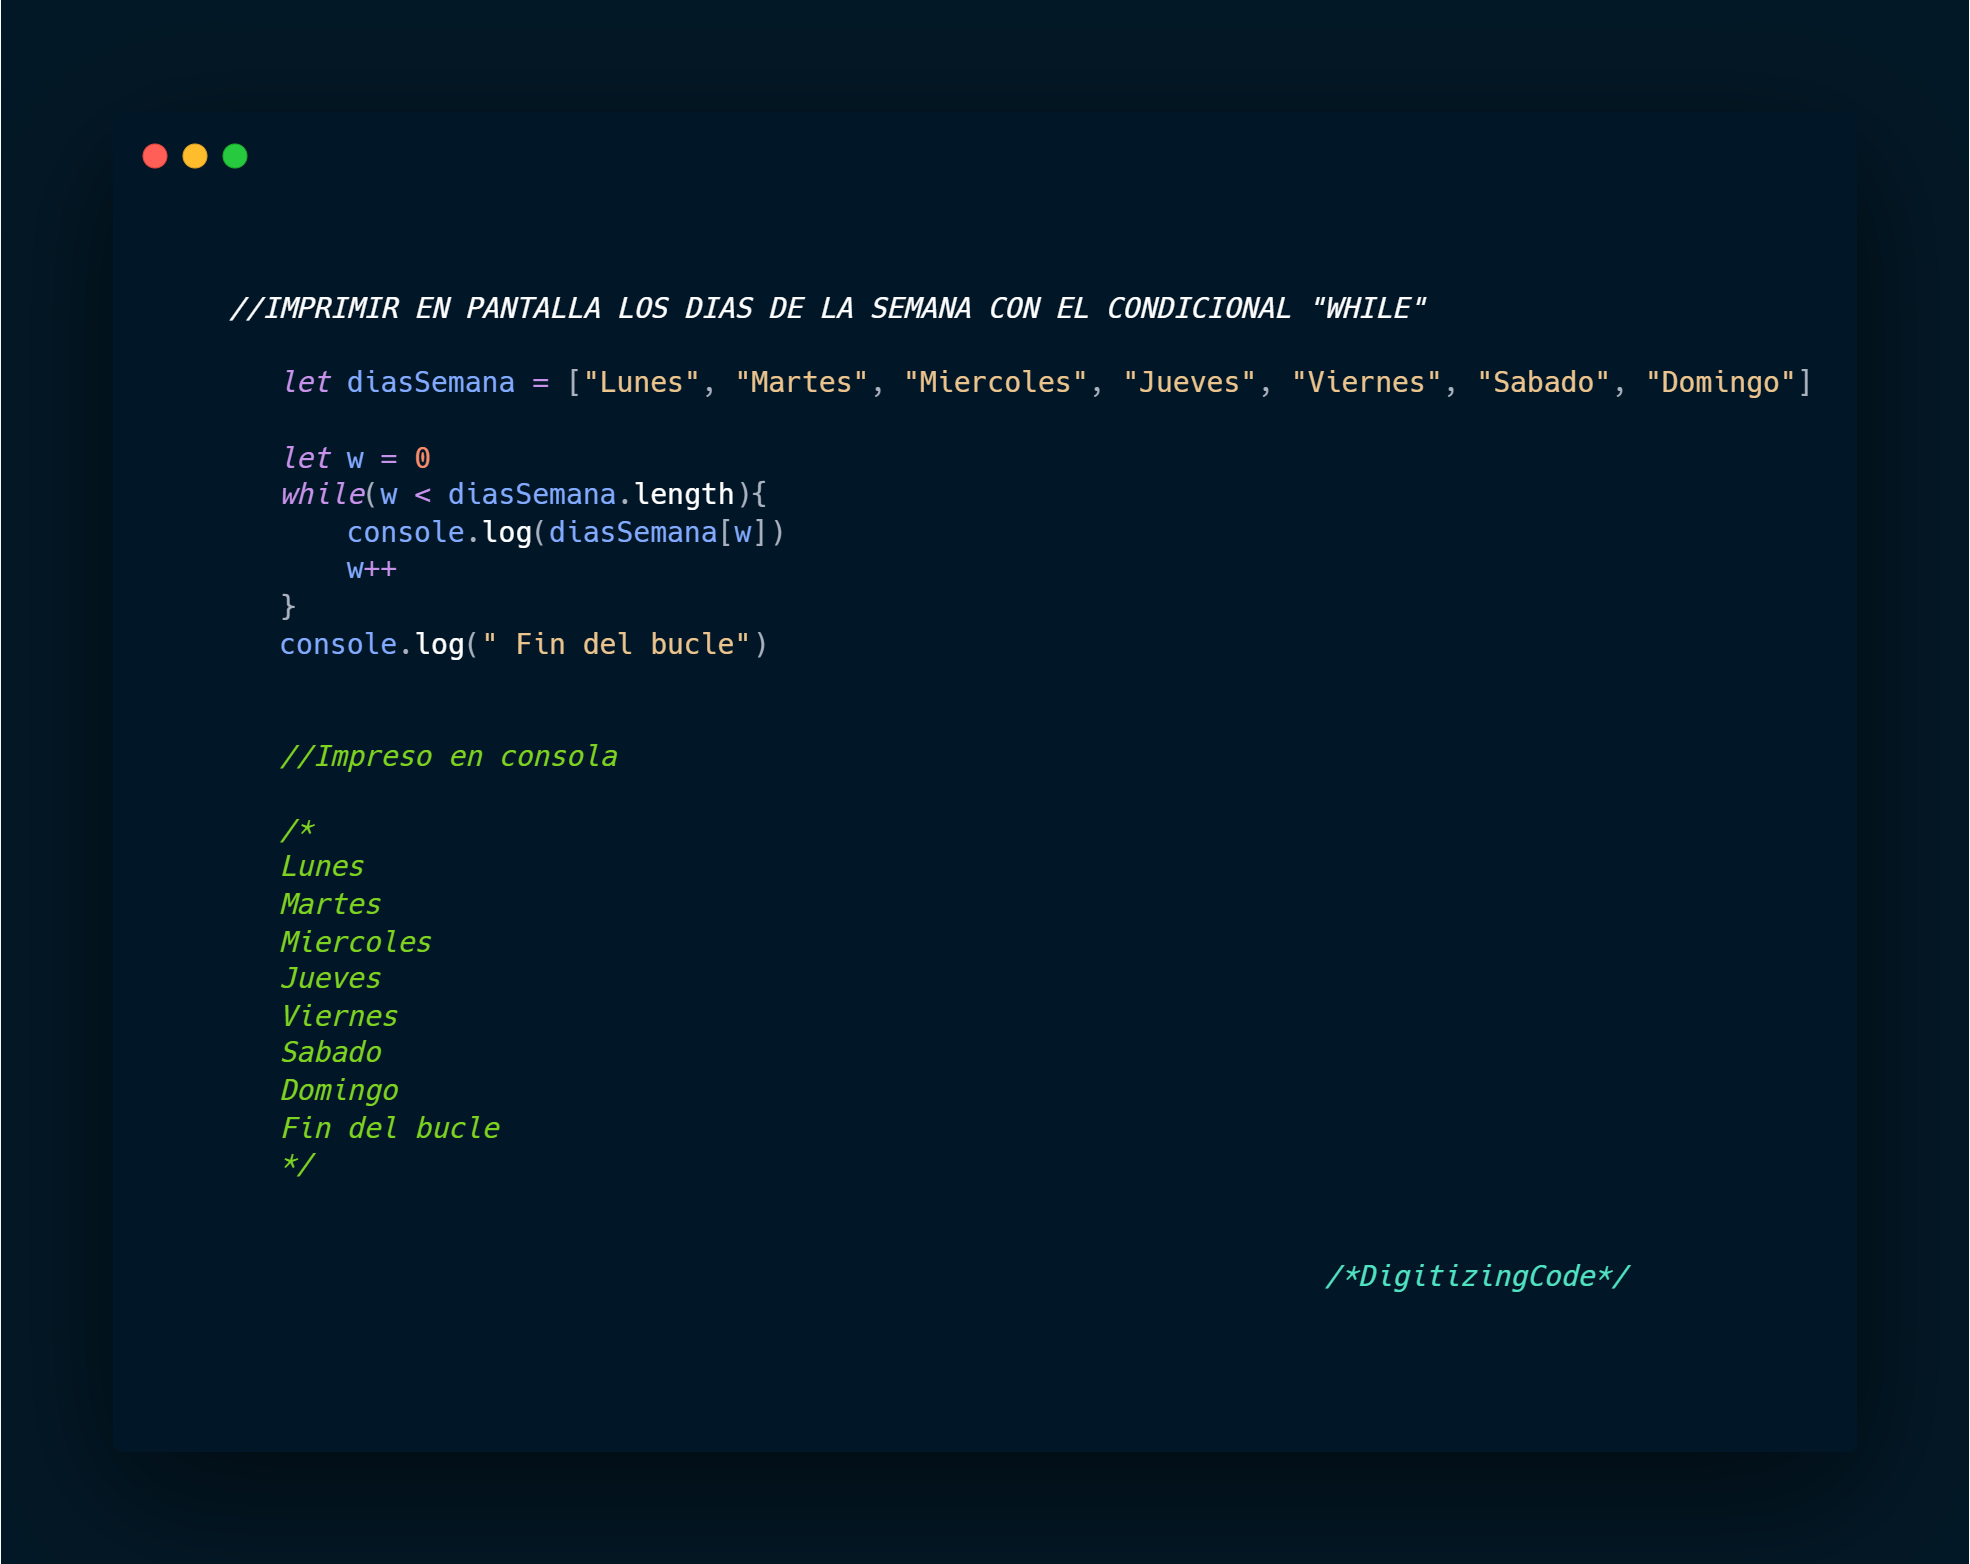 //IMPRIMIR EN PANTALLA LOS DIAS DE LA SEMANA CON EL CONDICIONAL "WHILE"
let diasSemana = ["Lunes", "Martes", "Miercoles", "Jueves", "Viernes", "Sabado", "Domingo"]
let w = 0
while(w < diasSemana.length){
console.log(diasSemana[w])
w++
}
console.log(" Fin del bucle")
//Impreso en consola
/*
Lunes
Martes
Miercoles
Jueves
Viernes
Sabado
Domingo
Fin del bucle
*/
/*DigitizingCode*/